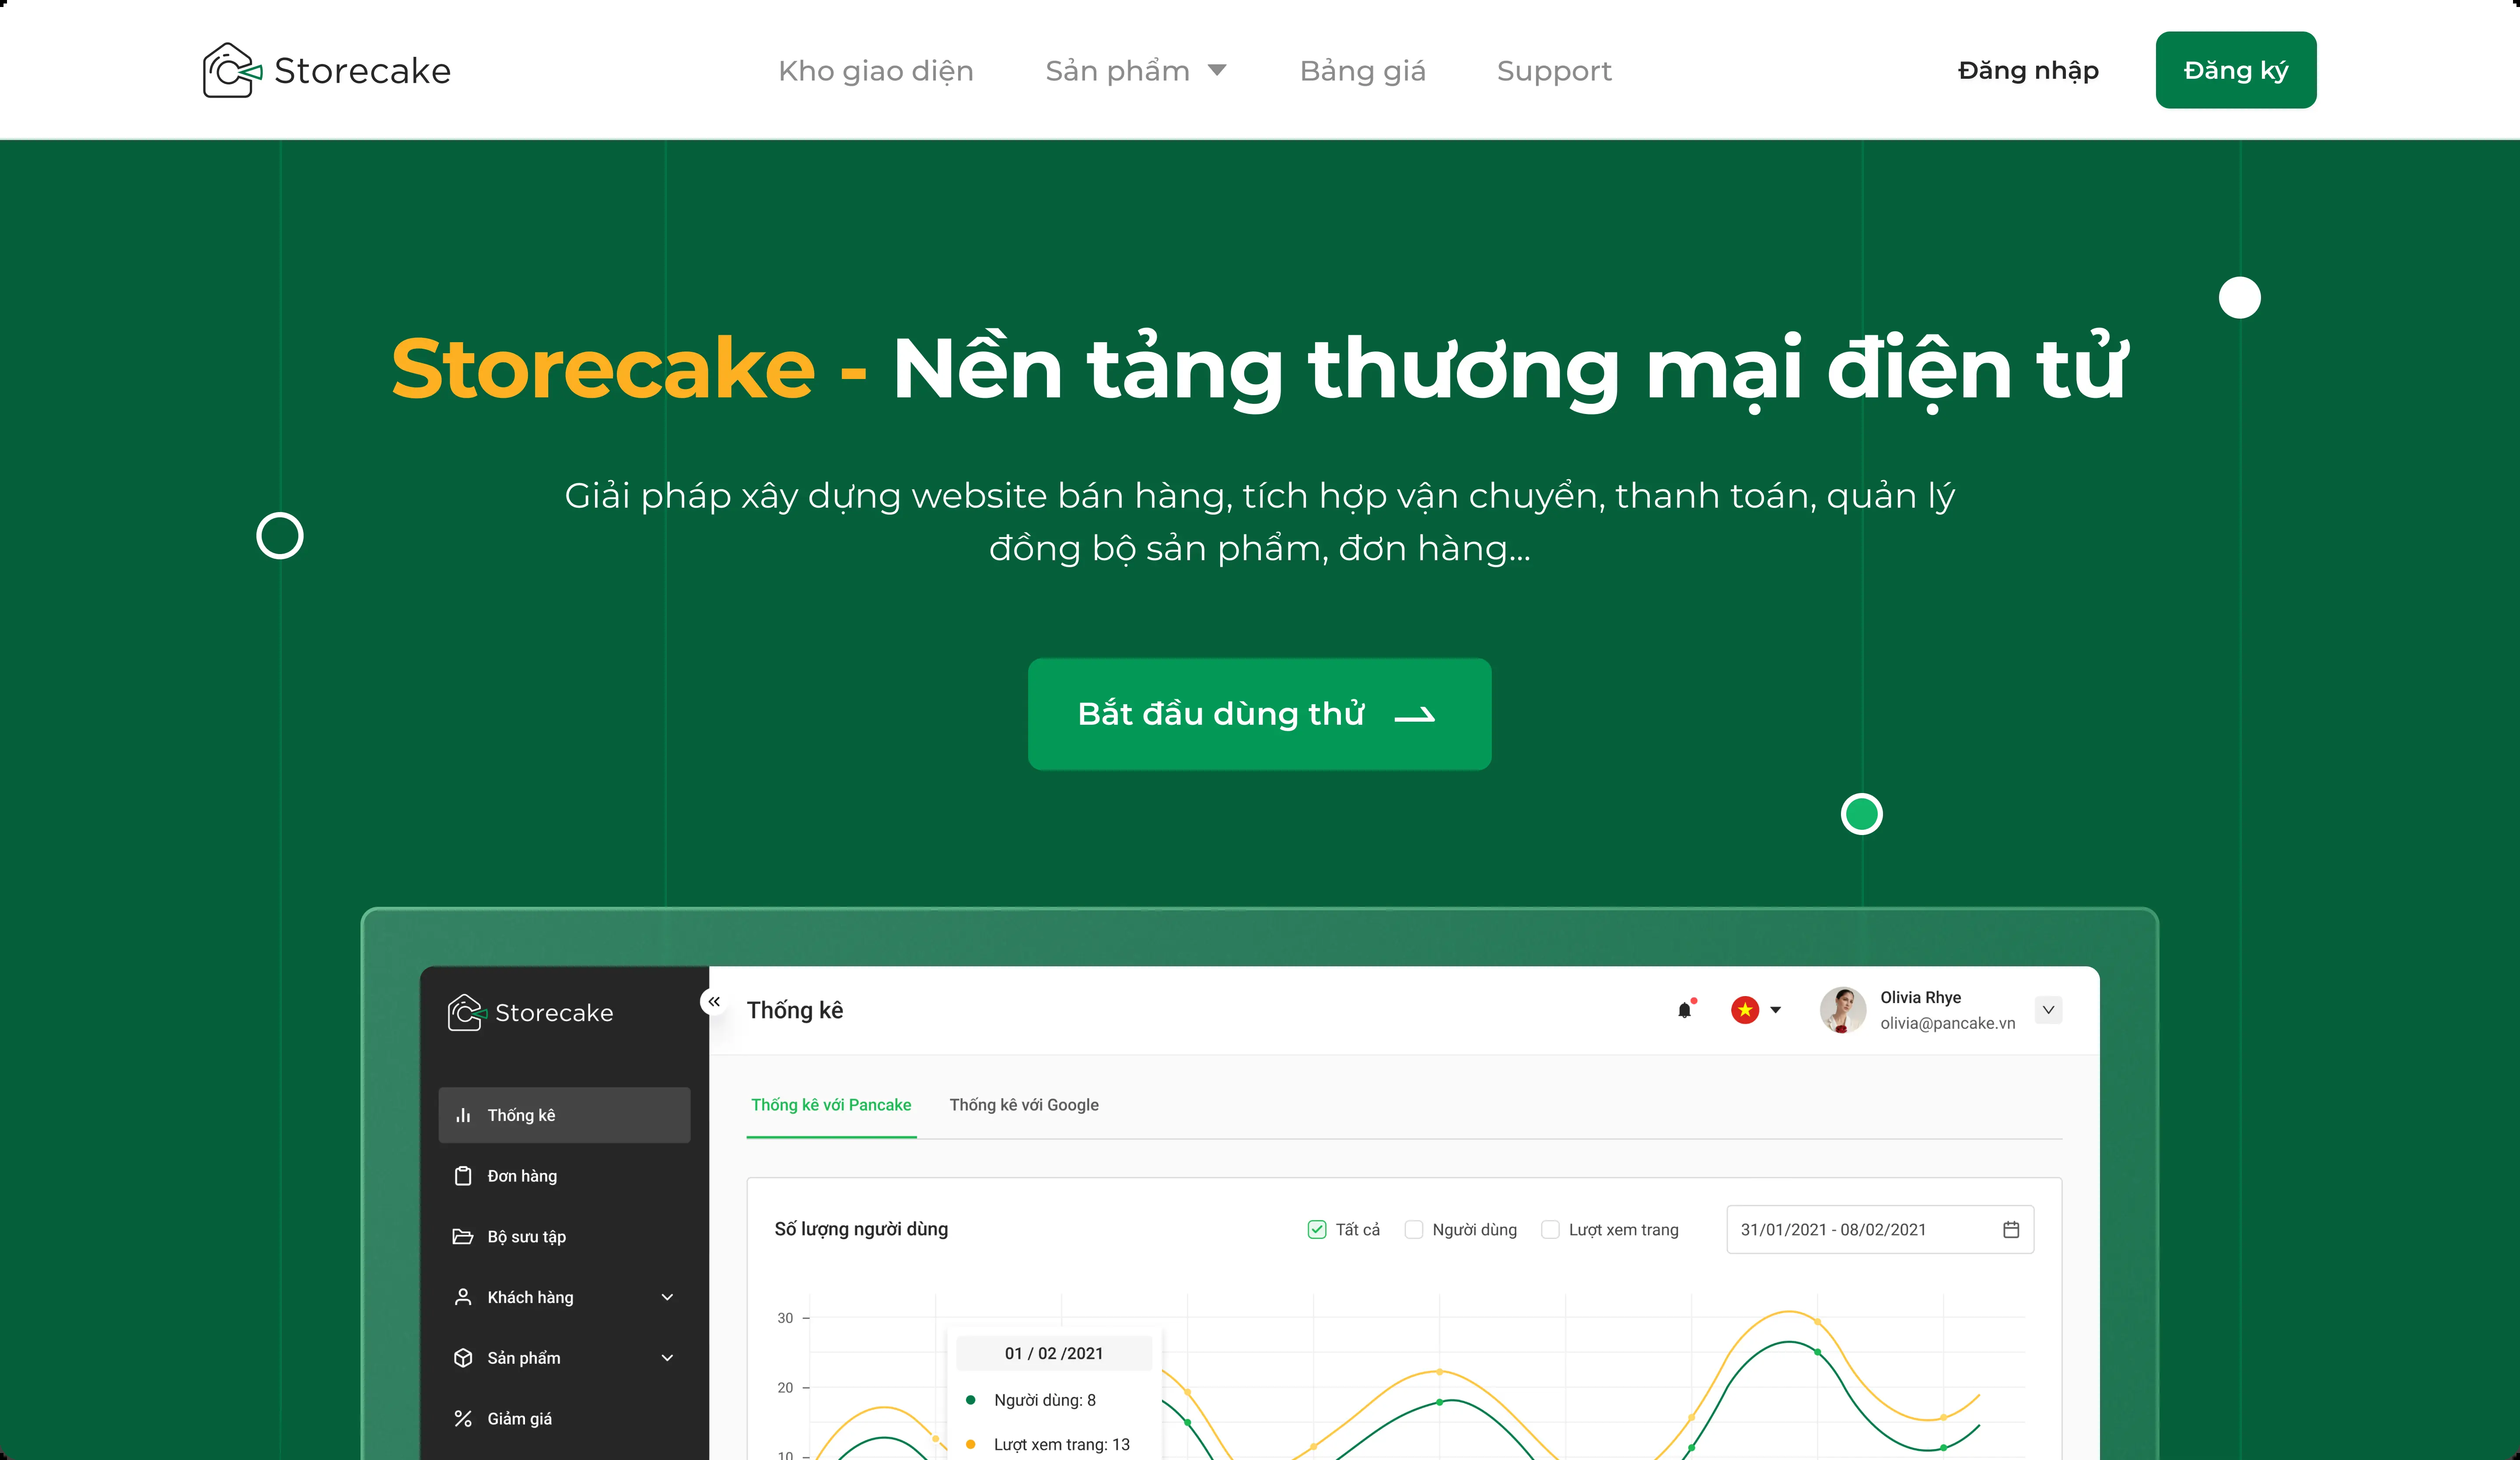 Storecake
Kho giao diện
Sản phẩm
Bảng giá
Support
Đăng nhập
Đăng ký
Storecake - Nền tảng thương mại điện tử
Giải pháp xây dựng website bán hàng, tích hợp vận chuyển, thanh toán, quản lý
đồng bộ sản phẩm, đơn hàng...
Bắt đầu dùng thử
Storecake
Thống kê
Olivia Rhye
olivia@pancake.vn
Thống kê
Đơn hàng
Bộ sưu tập
Khách hàng
Sản phẩm
Giảm giá
Thống kê với Pancake
Thống kê với Google
Số lượng người dùng
Tất cả
Người dùng
Lượt xem trang
31/01/2021 - 08/02/2021
30
20
10
01 / 02 /2021
Người dùng: 8
Lượt xem trang: 13